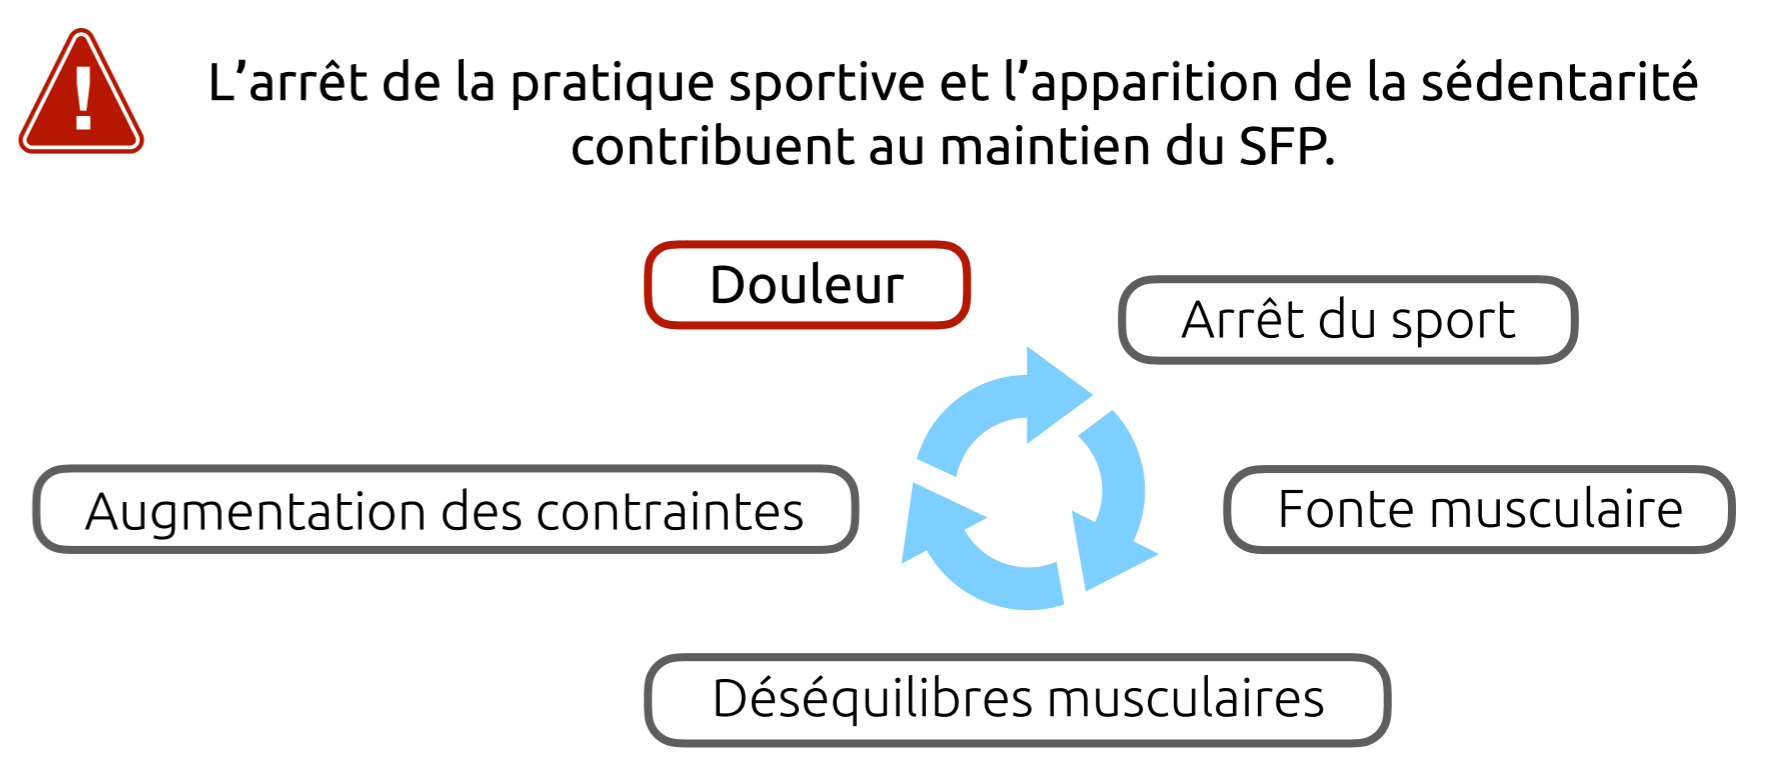 !
L’arrêt de la pratique sportive et l’apparition de la sédentarité
contribuent au maintien du SFP.
Douleur
Arrêt du sport
Fonte musculaire
Déséquilibres musculaires
Augmentation des contraintes